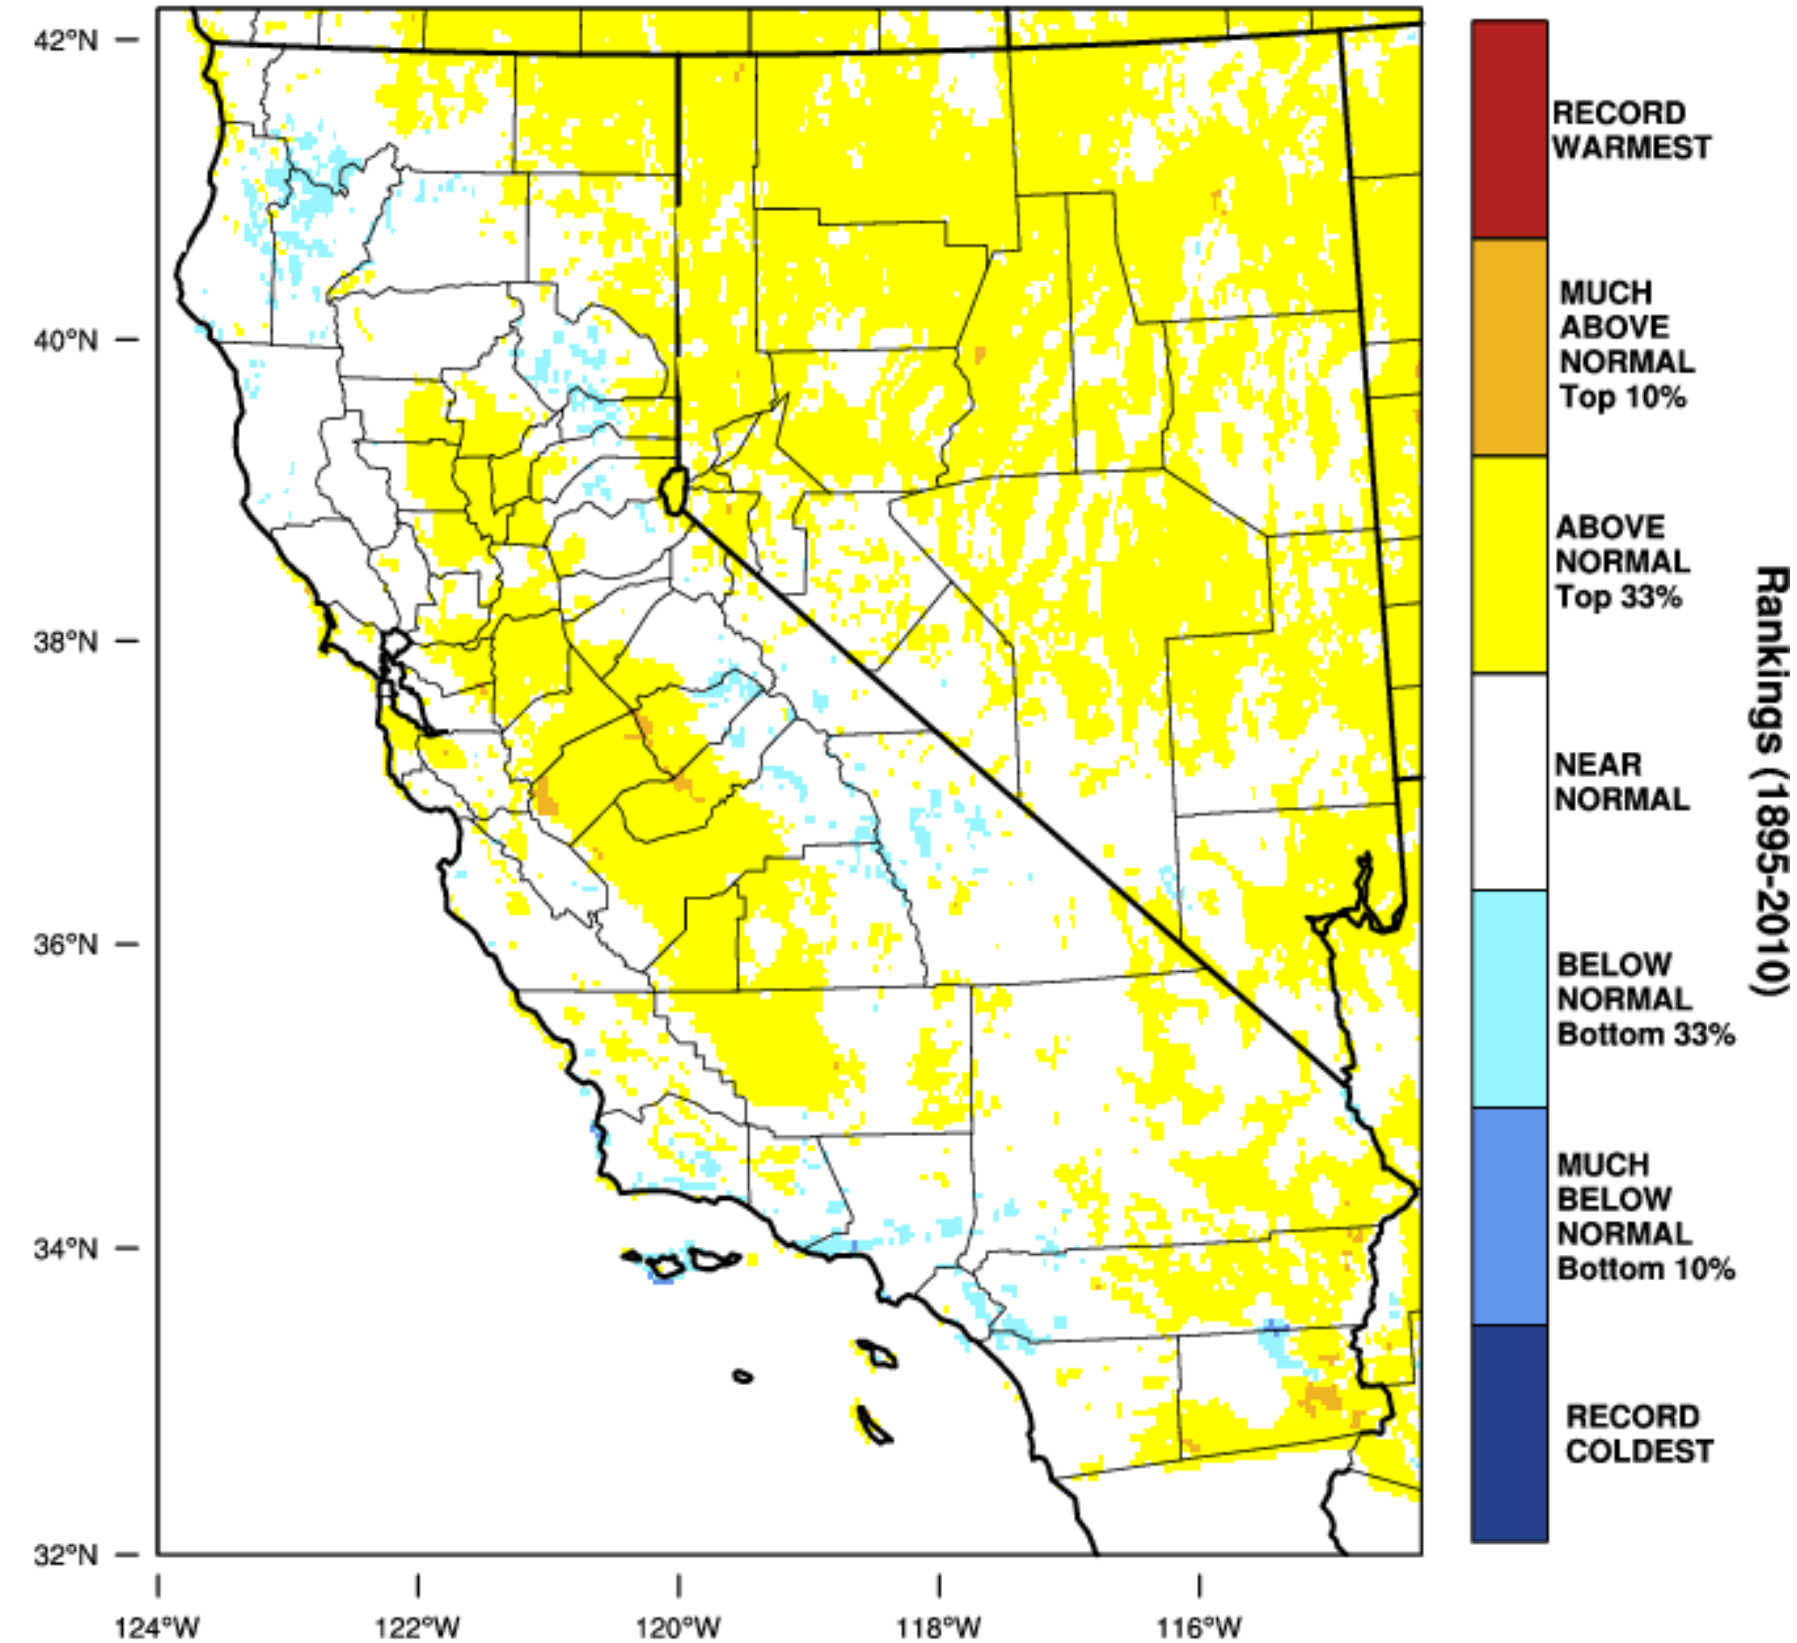 42°N
40°N
38°N
36°N
34°N
32°N
124°W
122°W
120°W
118°W
116°W
RECORD
WARMEST
MUCH
ABOVE
NORMAL
Top 10%
ABOVE
NORMAL
Top 33%
NEAR
NORMAL
BELOW
NORMAL
Bottom 33%
MUCH
BELOW
NORMAL
Bottom 10%
RECORD
COLDEST
Rankings (1895-2010)